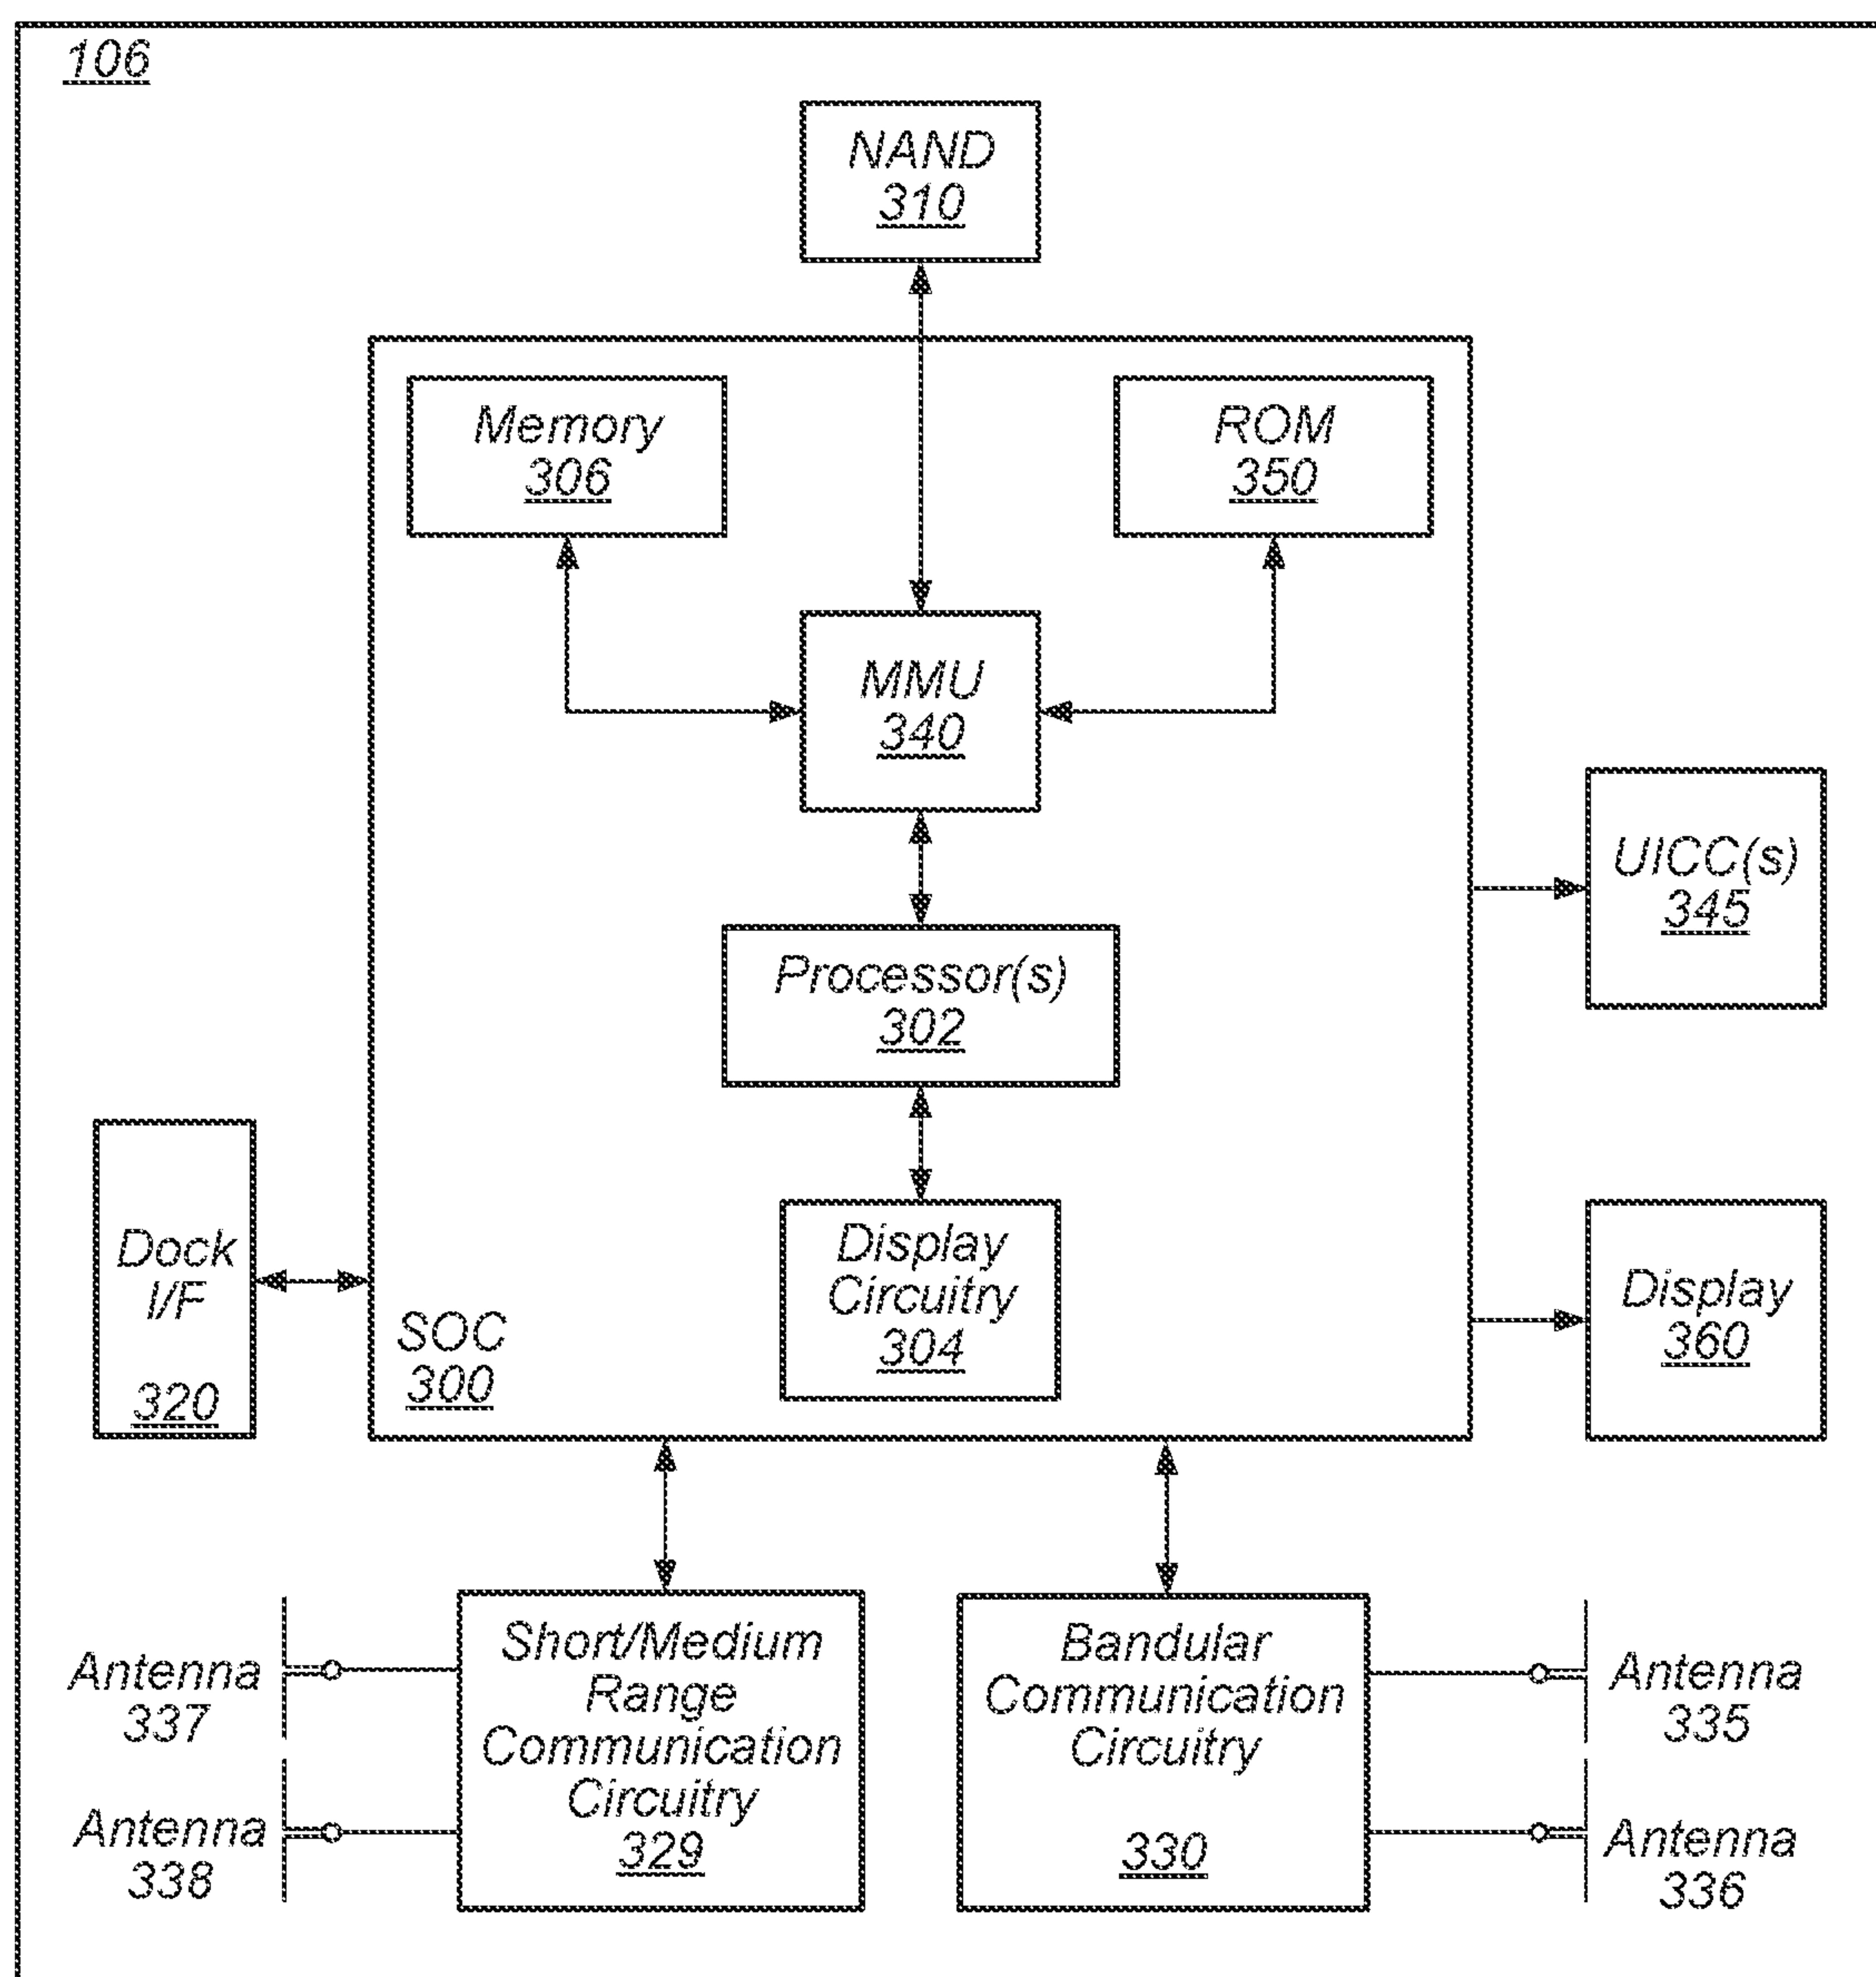 106
NAND
310
Memory
306
ROM
350
MMU
340
UICC(s)
345
Processor(s)
302
Dock
I/F
320
Display
Circuitry
304
SOC
300
Display
360
Short/Medium
Range
Communication
Circuitry
329
Bandular
Communication
Circuitry
330
Antenna
337
Antenna
338
Antenna
335
Antenna
336